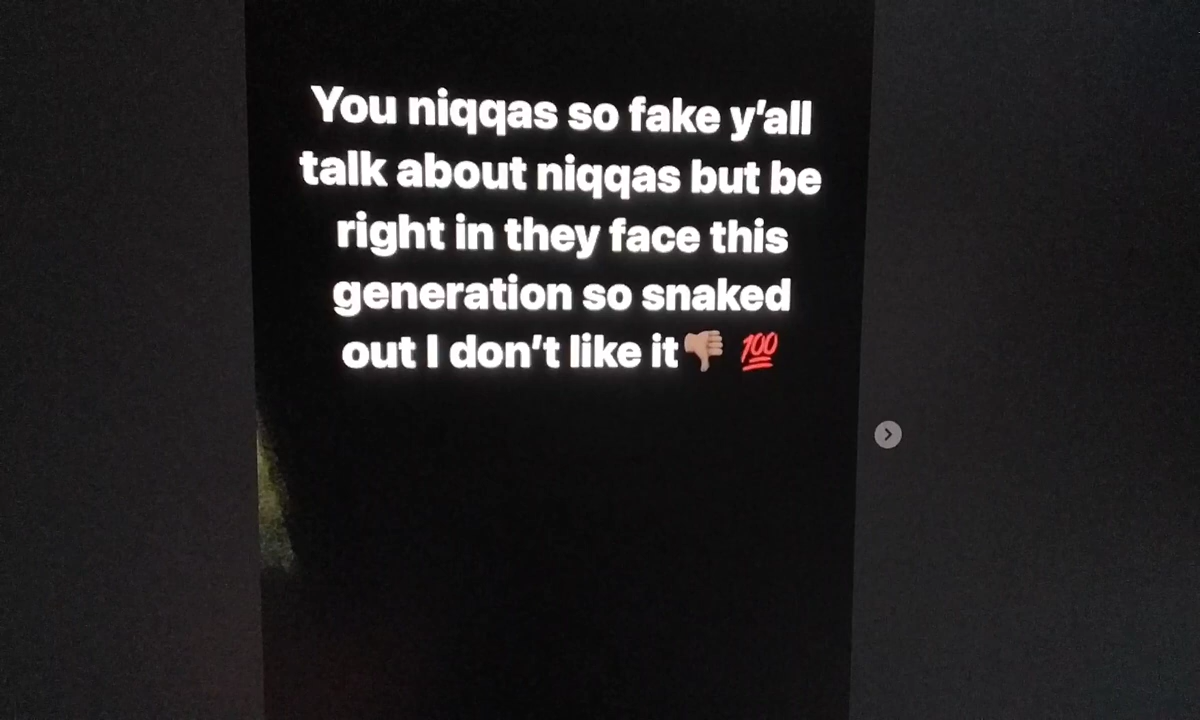 You niqqas so fake y'all
talk about niqqas but be
right in they face this
generation so snaked
out I don't like it👎🏼 💯